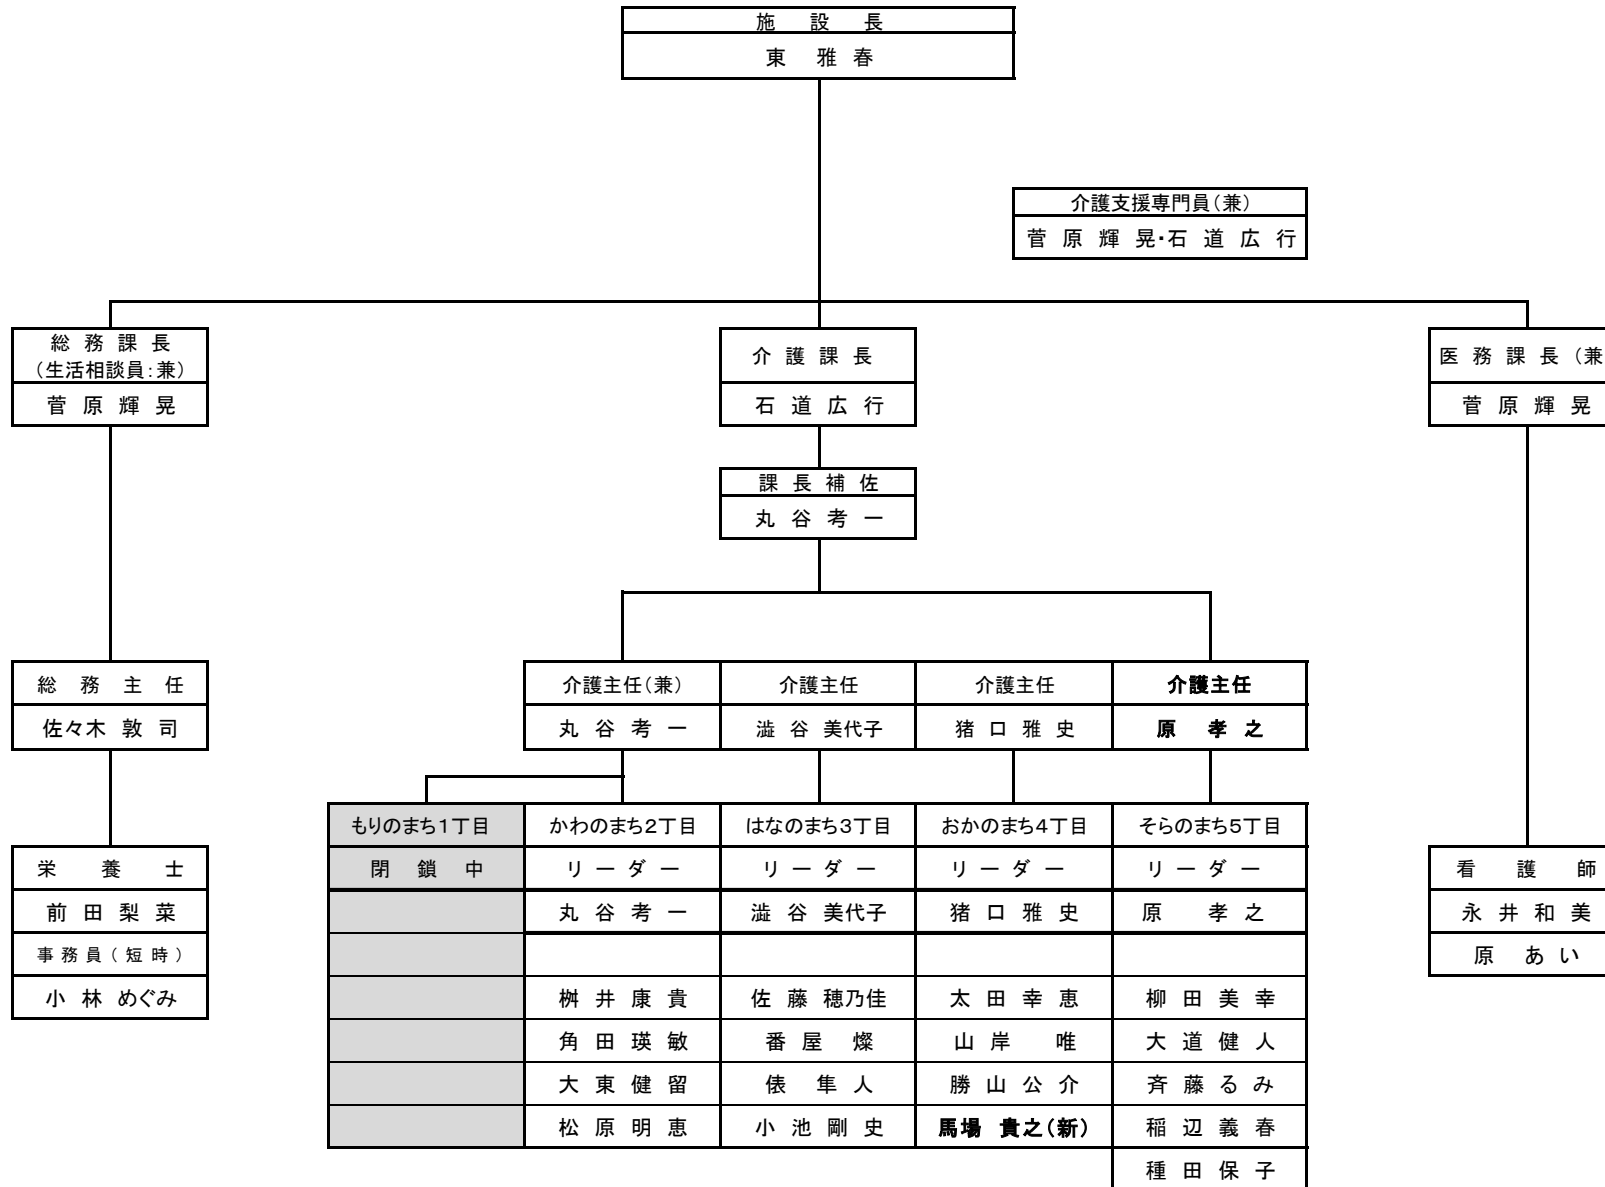 施 設 長
東 雅 春
介護支援専門員（兼）
菅 原 輝 晃・石 道 広 行
総 務 課 長
（生活相談員：兼）
菅 原 輝 晃
介 護 課 長
石 道 広 行
医 務 課 長 （兼
菅 原 輝 晃
課 長 補 佐
丸 谷 考 一
総 務 主 任
佐々木 敦 司
介護主任（兼） 介護主任 介護主任 介護主任
丸 谷 考 一 澁 谷 美代子 猪 口 雅 史 原 孝 之
もりのまち１丁目 かわのまち２丁目 はなのまち３丁目 おかのまち４丁目 そらのまち５丁目
閉 鎖 中 リ ー ダ ー リ ー ダ ー リ ー ダ ー リ ー ダ ー
丸 谷 考 一 澁 谷 美代子 猪 口 雅 史 原 孝 之
桝 井 康 貴 佐 藤 穂乃佳 太 田 幸 恵 柳 田 美 幸
角 田 瑛 敏 番 屋 燦 山 岸 唯 大 道 健 人
大 東 健 留 俵 隼 人 勝 山 公 介 斉 藤 る み
松 原 明 恵 小 池 剛 史 馬場 貴之（新） 稲 辺 義 春
種 田 保 子
栄 養 士
前 田 梨 菜
事 務 員 （ 短 時 ）
小 林 めぐみ
看 護 師
永 井 和 美
原 あ い